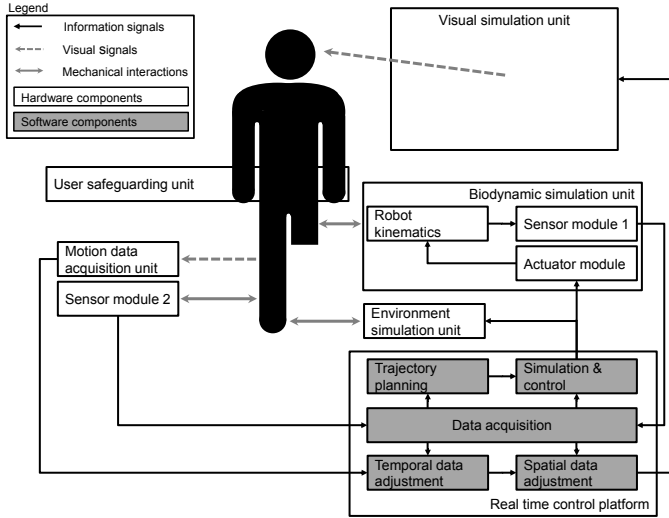 Legend
Information signals
Visual signals
Mechanical interactions
Hardware components
Software components
Visual simulation unit
User safeguarding unit
Biodynamic simulation unit
Robot
kinematics
Sensor module 1
Actuator module
Motion data
acquisition unit
Sensor module 2
Environment
simulation unit
Trajectory
planning
Simulation &
control
Data acquisition
Temporal data
adjustment
Spatial data
adjustment
Real time control platform